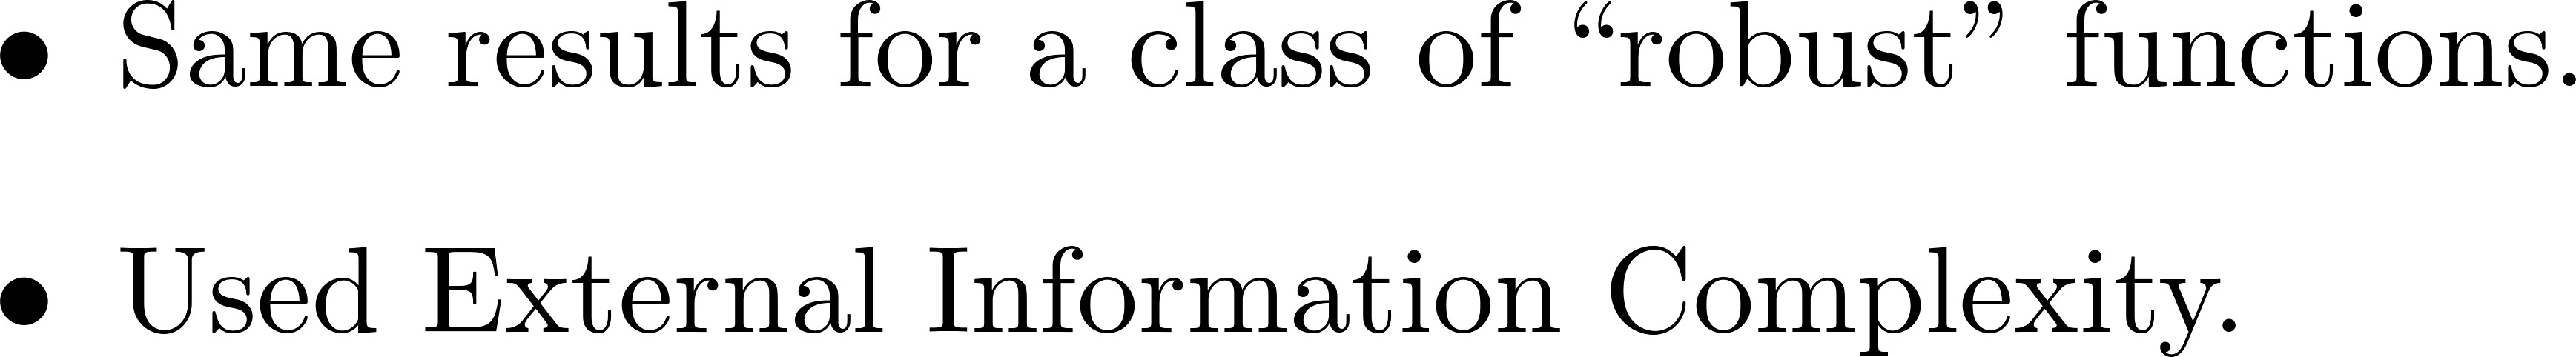 • Same results for a class of “robust” functions.
• Used External Information Complexity.